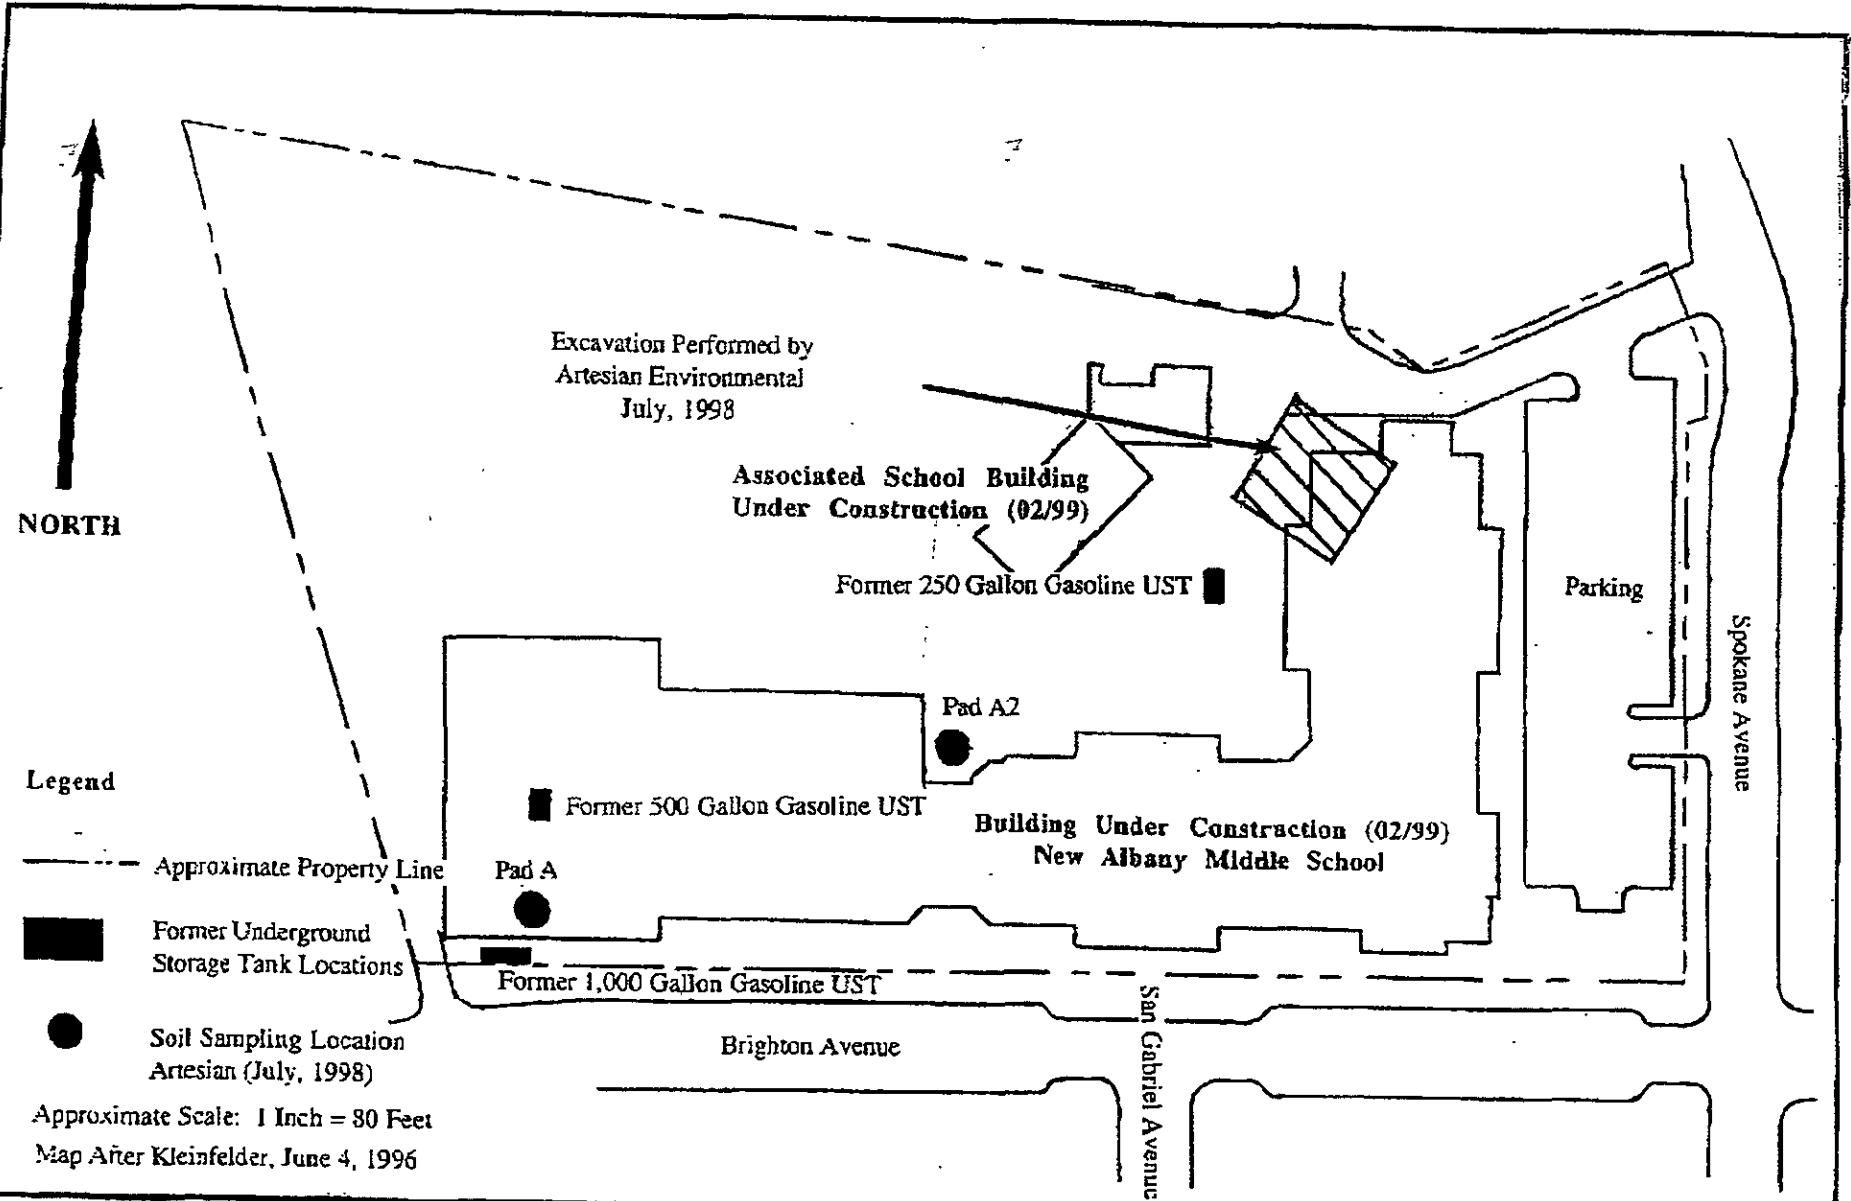 NORTH
Excavation Performed by
Artesian Environmental
July, 1998
Associated School Building
Under Construction (02/99)
Former 250 Gallon Gasoline UST
Parking
Spokane Avenue
Pad A2
Former 500 Gallon Gasoline UST
Building Under Construction (02/99)
New Albany Middle School
Pad A
Former 1,000 Gallon Gasoline UST
Brighton Avenue
San Gabriel Avenue
Legend
Approximate Property Line
Former Underground
Storage Tank Locations
Soil Sampling Location
Artesian (July, 1998)
Approximate Scale: 1 Inch = 80 Feet
Map After Kleinfelder, June 4, 1996